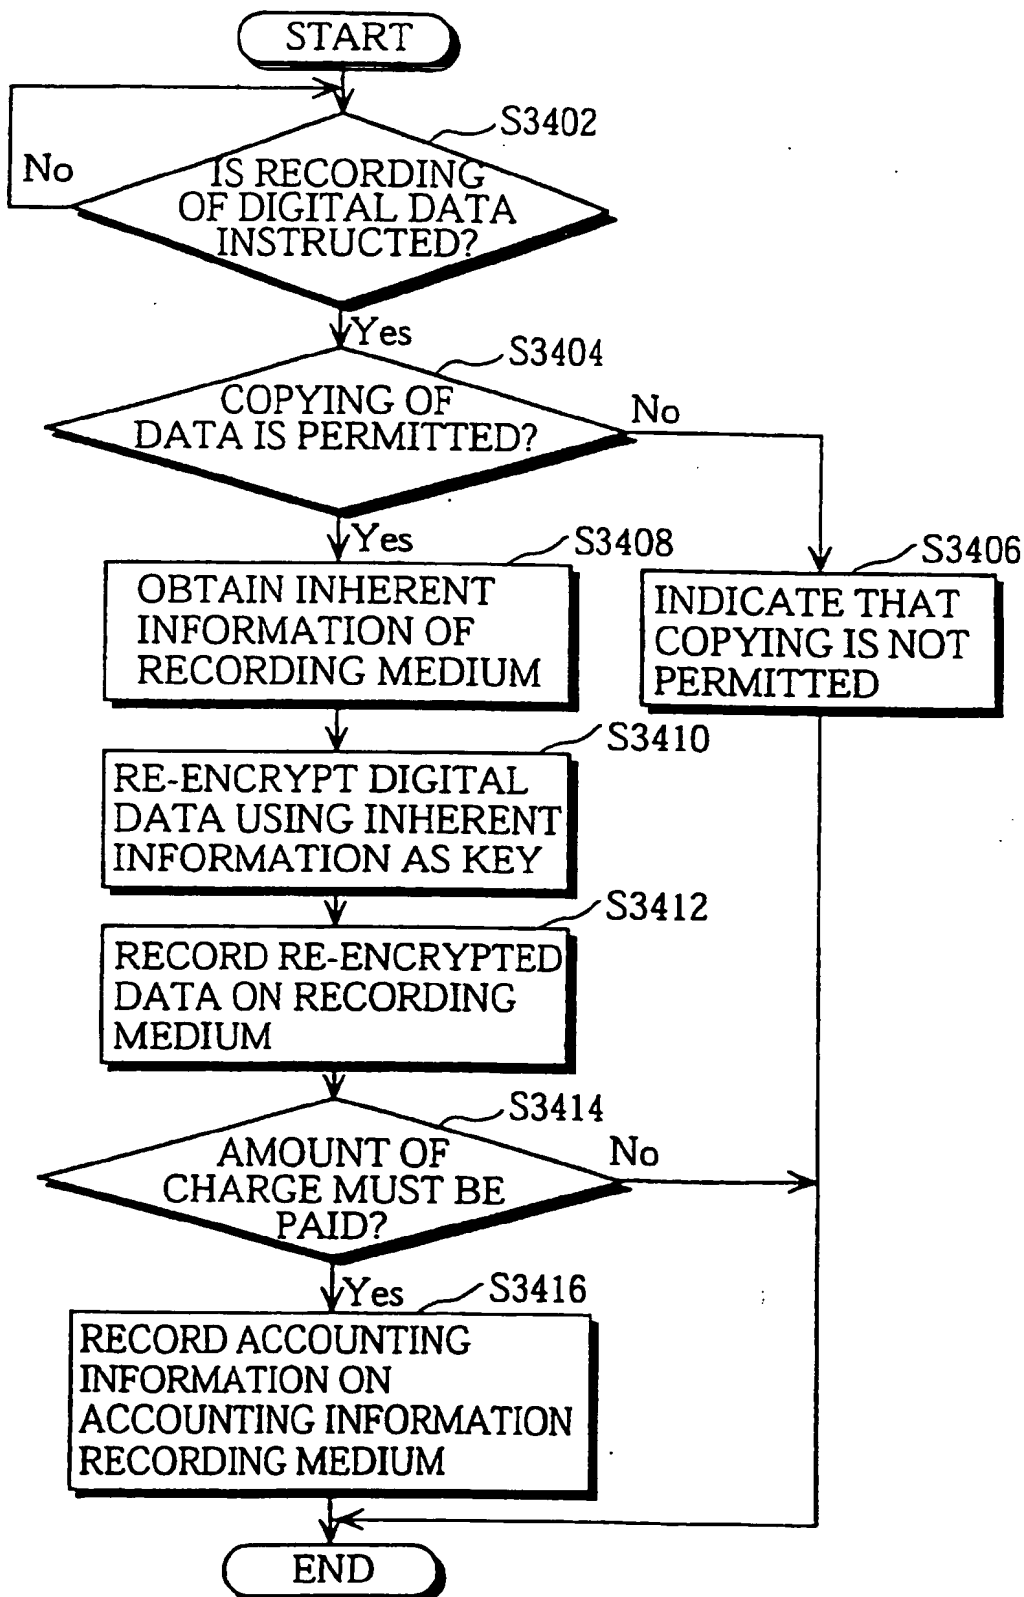 START
S3402
No
IS RECORDING
OF DIGITAL DATA
INSTRUCTED?
Yes
S3404
COPYING OF
DATA IS PERMITTED?
No
Yes
S3408
S3406
OBTAIN INHERENT
INFORMATION OF
RECORDING MEDIUM
INDICATE THAT
COPYING IS NOT
PERMITTED
S3410
RE-ENCRYPT DIGITAL
DATA USING INHERENT
INFORMATION AS KEY
S3412
RECORD RE-ENCRYPTED
DATA ON RECORDING
MEDIUM
S3414
AMOUNT OF
CHARGE MUST BE
PAID?
No
Yes
S3416
RECORD ACCOUNTING
INFORMATION ON
ACCOUNTING INFORMATION
RECORDING MEDIUM
END